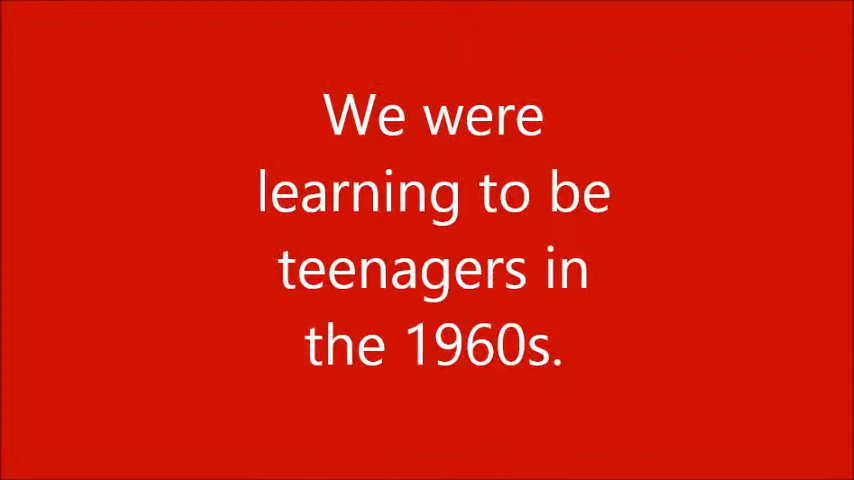 We were
learning to be
teenagers in
the 1960s.